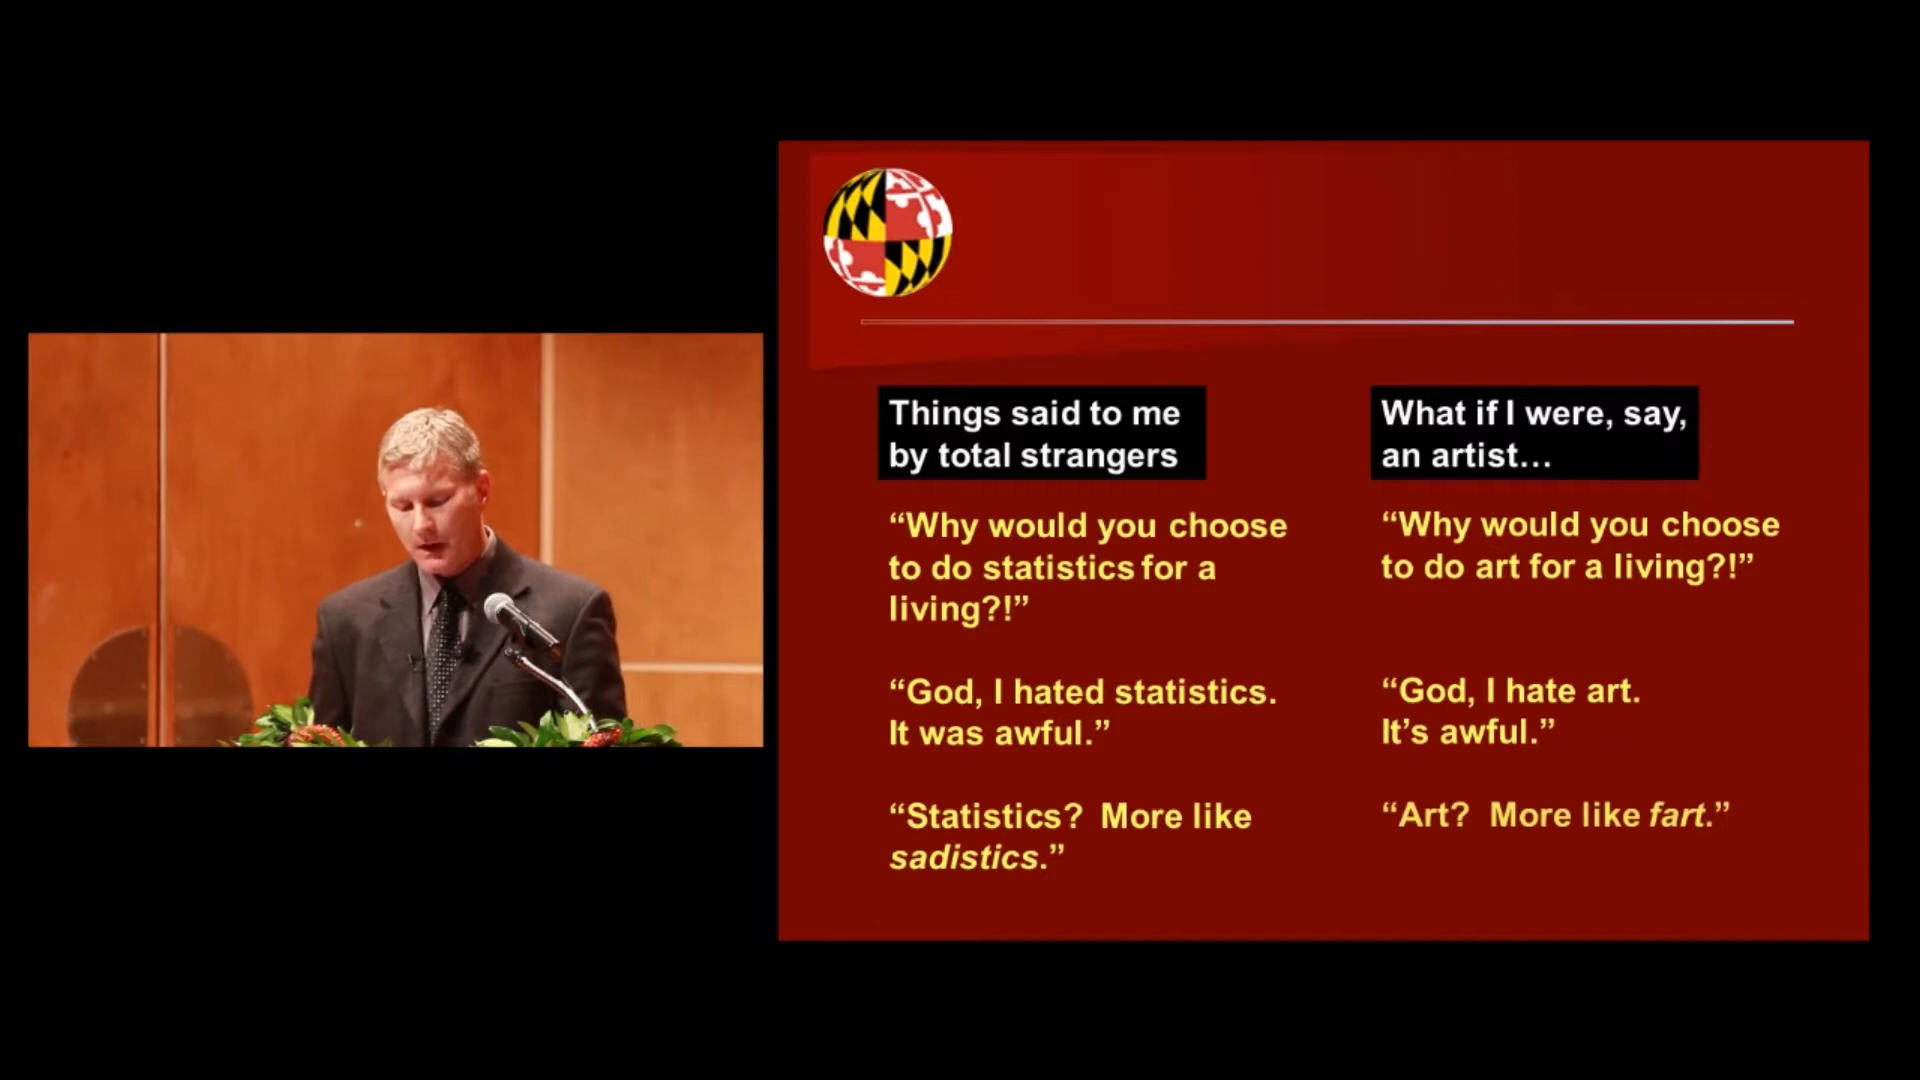 Things said to me
by total strangers
“Why would you choose
to do statistics for a
living?!”
“God, I hated statistics.
It was awful.”
“Statistics?  More like
sadistics.”
What if I were, say,
an artist…
“Why would you choose
to do art for a living?!”
“God, I hate art.
It’s awful.”
“Art?  More like fart.”